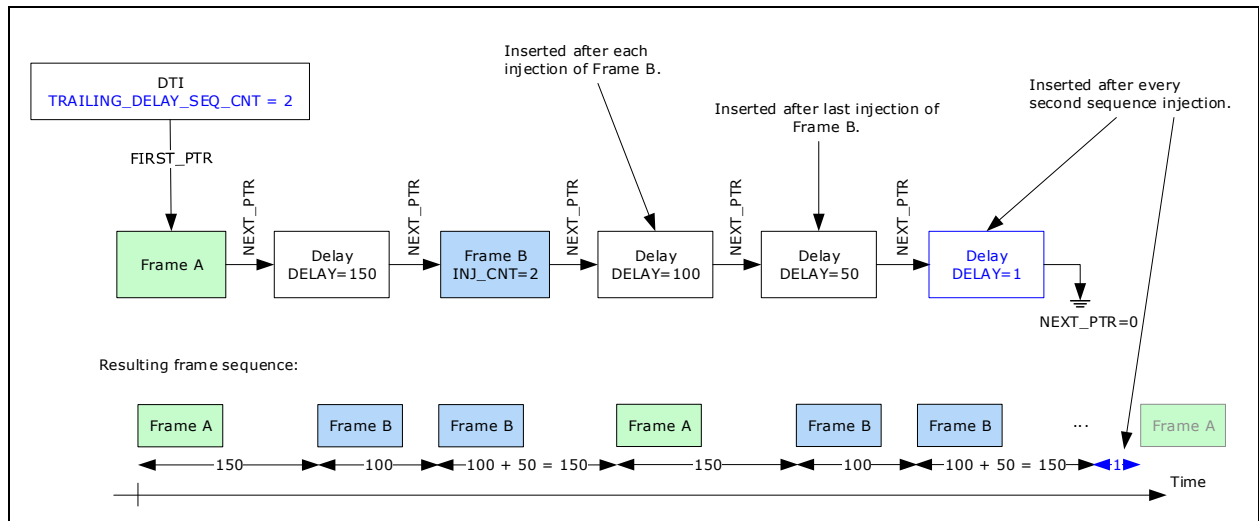 Inserted after each
injection of Frame B.
Inserted after every
second sequence injection.
DTI
TRAILING_DELAY_SEQ_CNT = 2
Inserted after last injection of
Frame B.
FIRST_PTR
NEXT_PTR
NEXT_PTR
NEXT_PTR
NEXT_PTR
NEXT_PTR
Frame A
Delay
DELAY=150
Frame B
INJ_CNT=2
Delay
DELAY=100
Delay
DELAY=50
Delay
DELAY=1
NEXT_PTR=0
Resulting frame sequence:
Frame A
Frame B
Frame B
Frame A
Frame B
Frame B
...
Frame A
150
100
100 + 50 = 150
150
100
100 + 50 = 150
1
Time